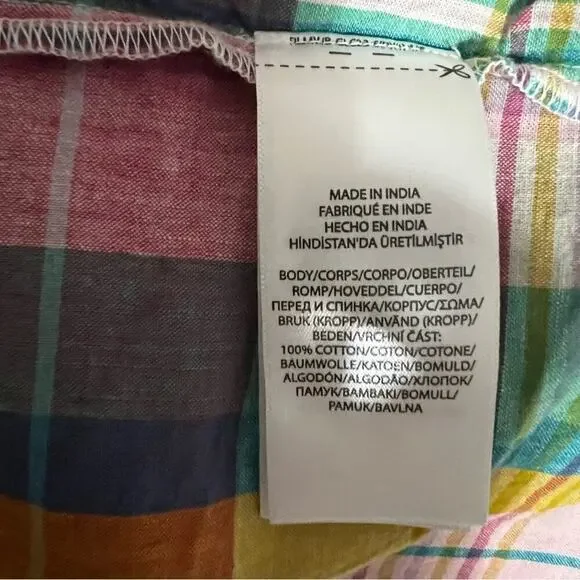 MADE IN INDIA
FABRIQUÉ EN INDE
HECHO EN INDIA
HİNDİSTAN'DA ÜRETİLMİŞTİR
BODY/CORPS/CORPO/OBERTEIL/
ROMP/HOVEDDEL/CUERPO/
ПЕРЕД И СПИНКА/КОРПУС/ΣΩΜΑ/
BRUK (KROPP)/ANVÄND (KROPP)/
BEDEN/VRCHNÍ ČÁST:
100% COTTON/COTON/COTONE/
BAUMWOLLE/KATOEN/BOMULD/
ALGODÓN/ALGODÃO/ХЛОПОК/
ПАМУК/ΒΑΜΒΑΚΙ/BOMULL/
PAMUK/BAVLNA